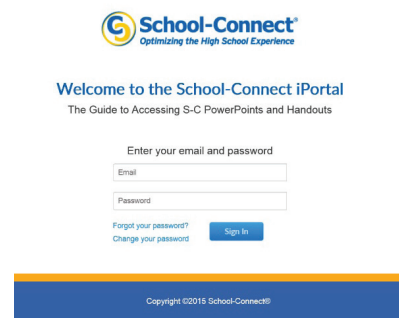 School-Connect®
Optimizing the High School Experience
Welcome to the School-Connect iPortal
The Guide to Accessing S-C PowerPoints and Handouts
Enter your email and password
Email
Password
Forgot your password?
Sign In
Change your password
Copyright ©2015 School-Connect®